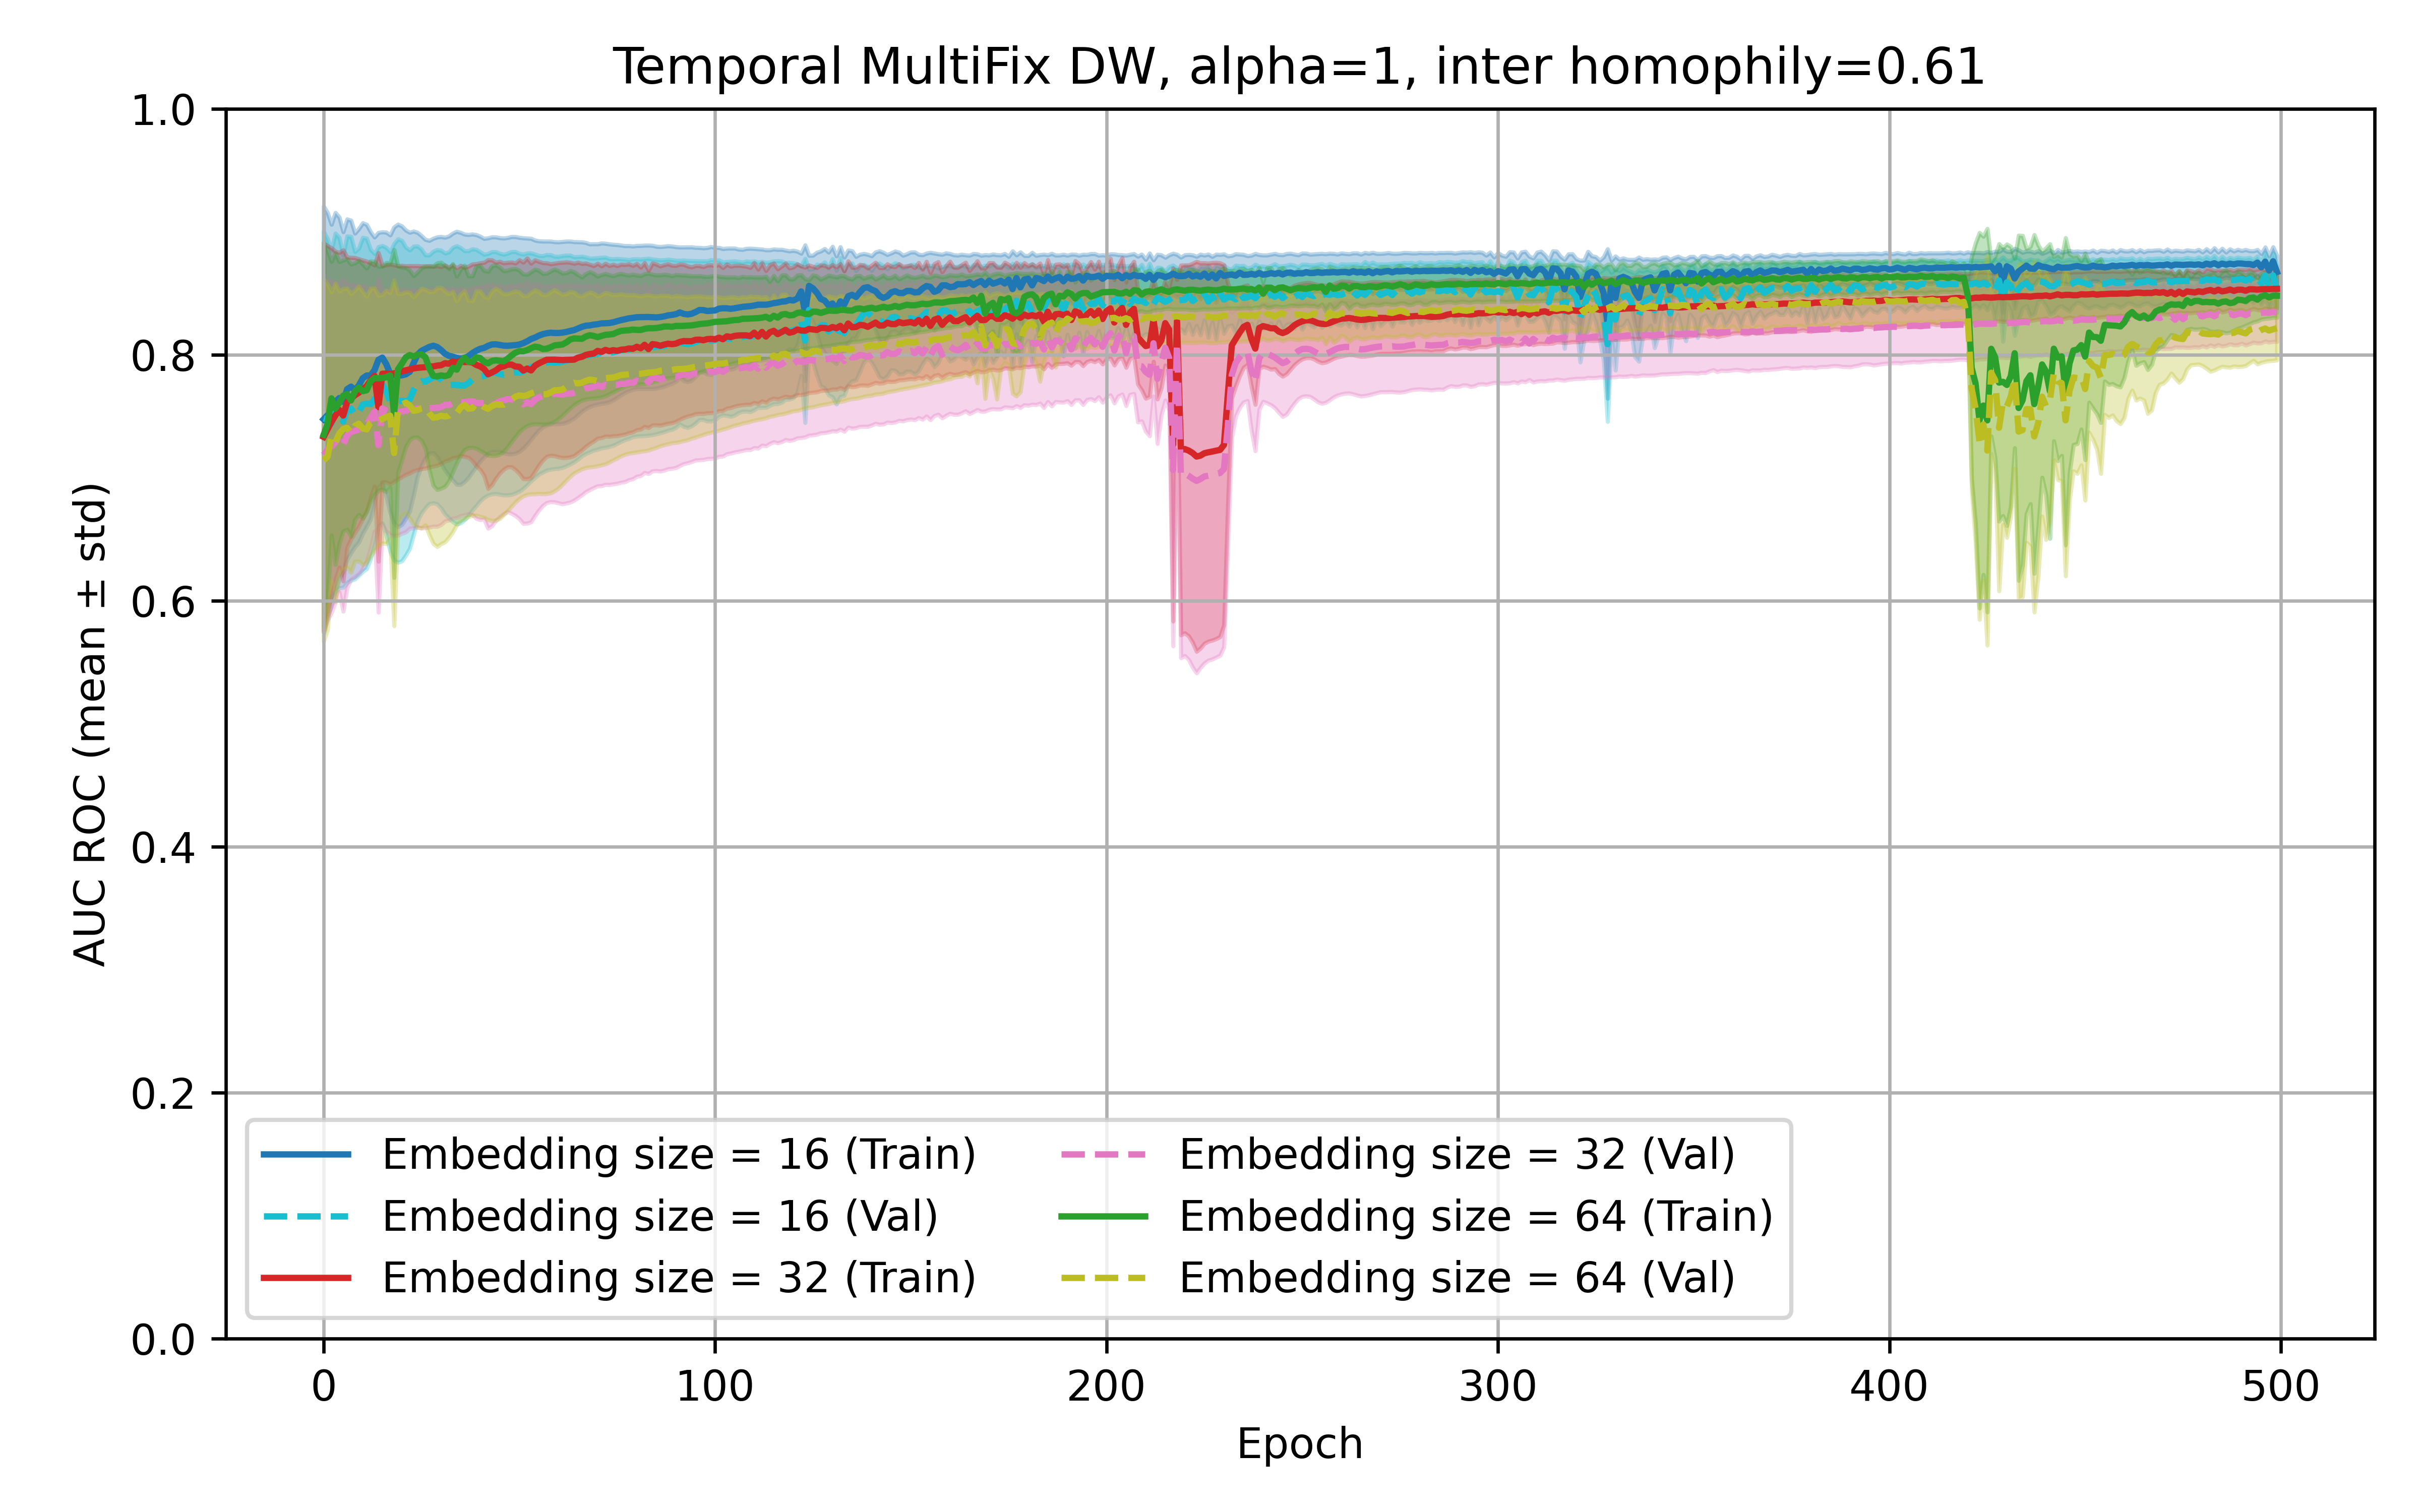 Temporal MultiFix DW, alpha=1, inter homophily=0.61
1.0
0.8
0.6
0.4
0.2
0.0
AUC ROC (mean ± std)
Embedding size = 16 (Train)
Embedding size = 16 (Val)
Embedding size = 32 (Train)
Embedding size = 32 (Val)
Embedding size = 64 (Train)
Embedding size = 64 (Val)
0 100 200 300 400 500
Epoch